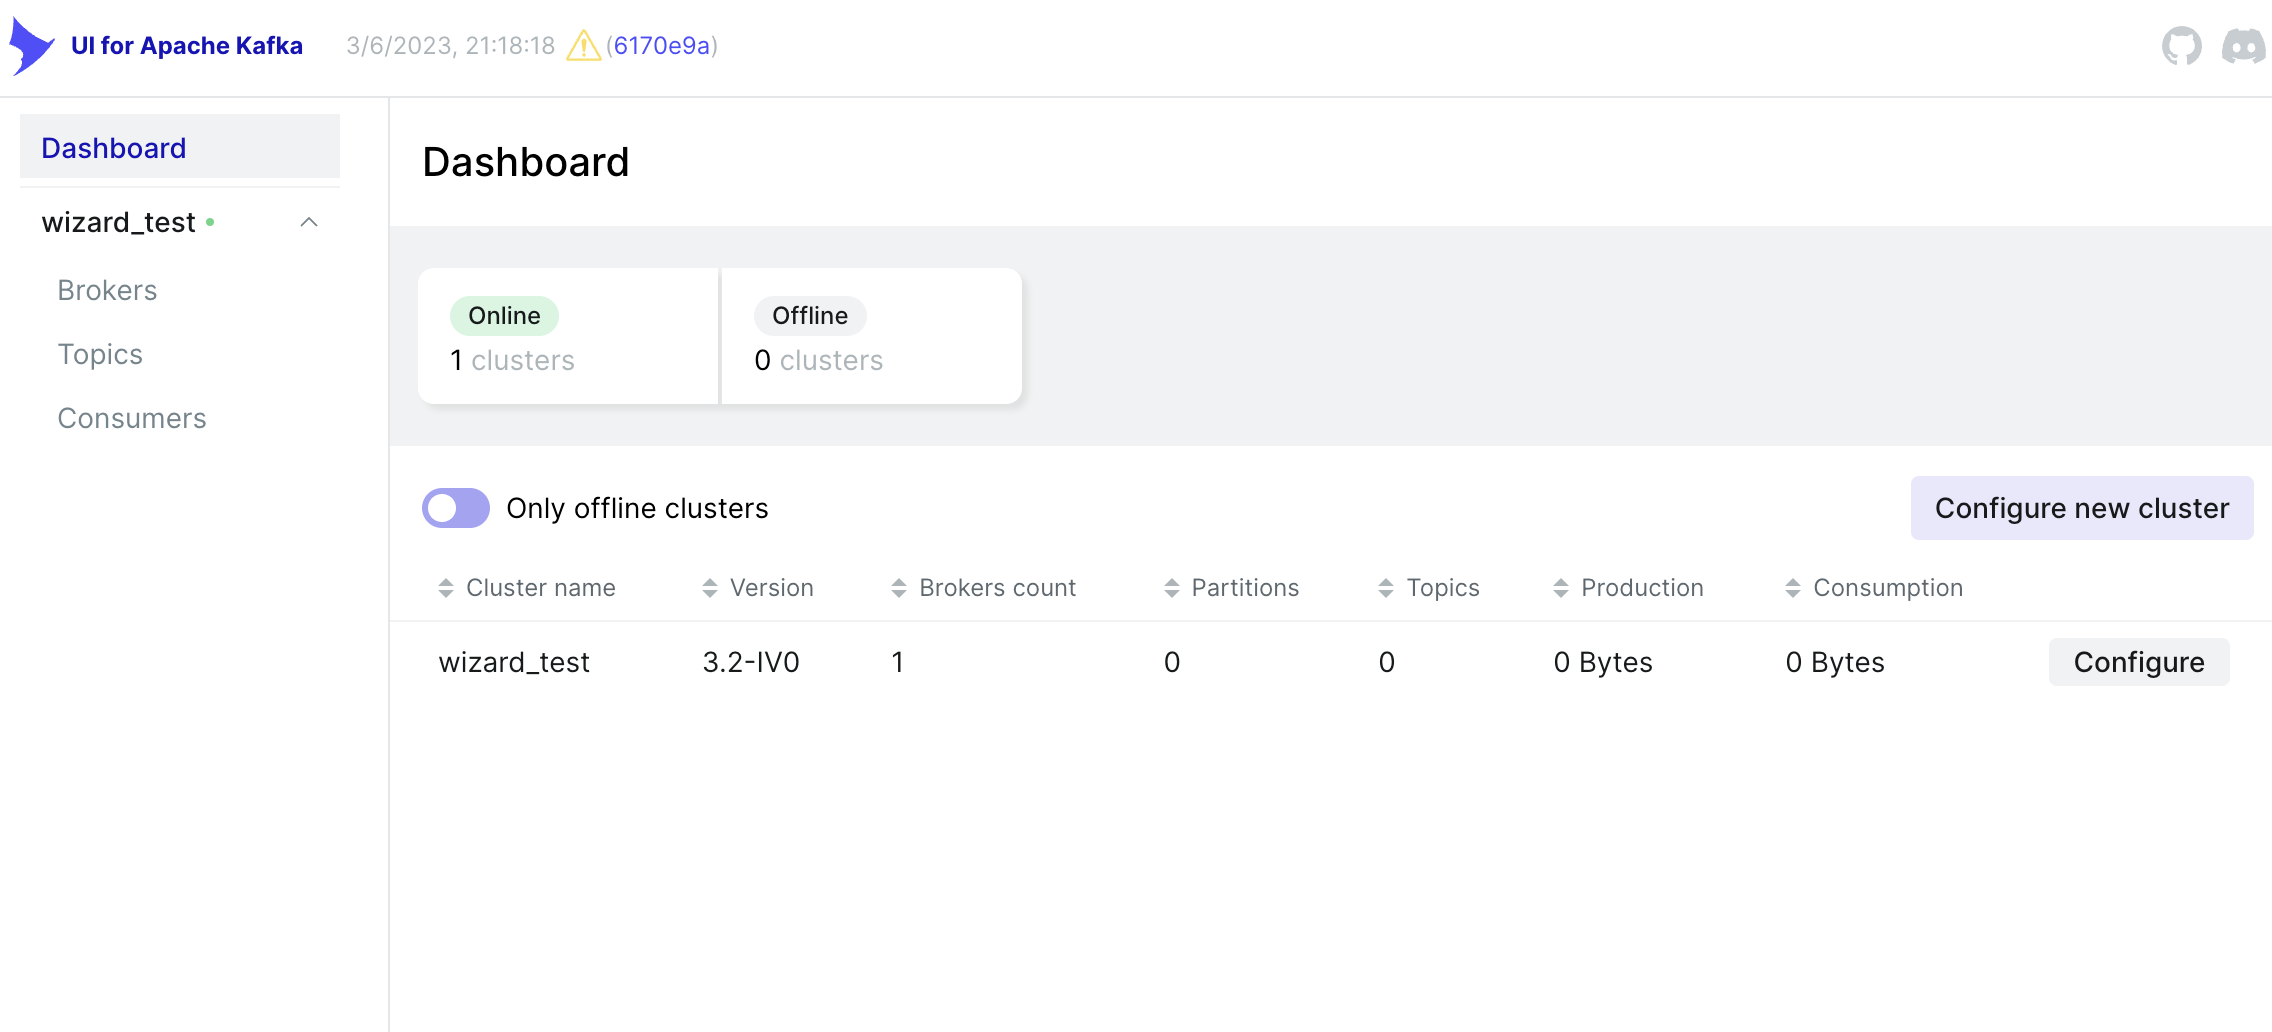 UI for Apache Kafka 3/6/2023, 21:18:18 (6170e9a)
Dashboard
wizard_test
Brokers
Topics
Consumers
Dashboard
Online
1 clusters
Offline
0 clusters
Only offline clusters
Configure new cluster
Cluster name Version Brokers count Partitions Topics Production Consumption
wizard_test 3.2-IV0 1 0 0 0 Bytes 0 Bytes Configure